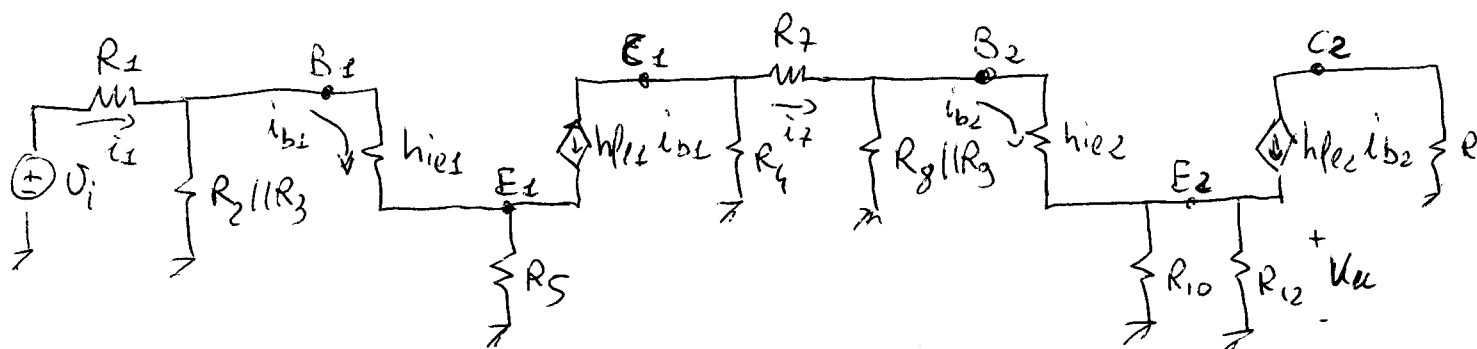 R1
B1
C1
R7
B2
C2
i1
ib1
hie1
hfe1 ib1
R4
i7
R8//R9
ib2
hie2
hfe2 ib2
R
+
-
vi
R2//R3
E1
R5
E2
R10
R12
+
Vu
-